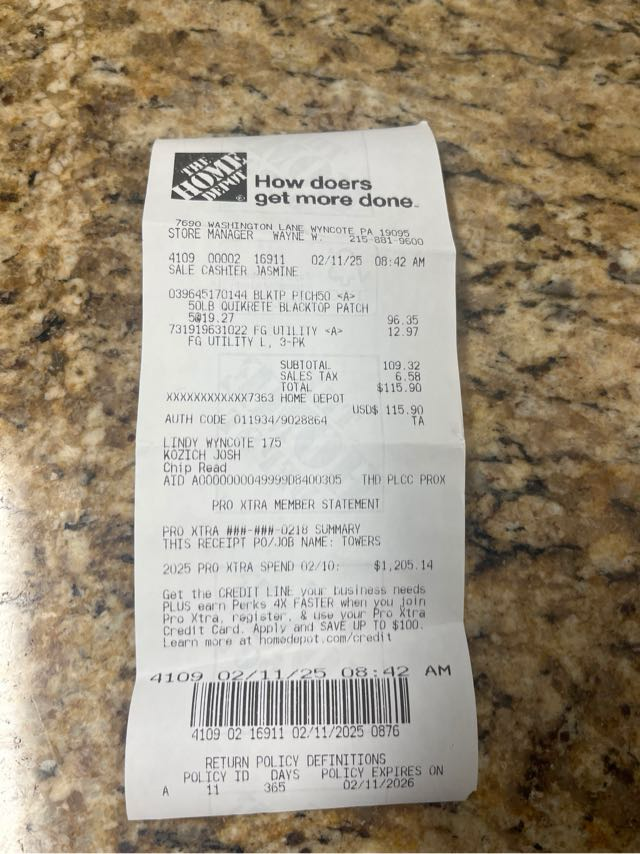 THE
HOME
DEPOT
®
How doers
get more done.
7690 WASHINGTON LANE WYNCOTE PA 19095
STORE MANAGER WAYNE W. 215-881-9600
4109 00002 16911 02/11/25 08:42 AM
SALE CASHIER JASMINE
039645170144 BLKTP PTCH50 <A>
50LB QUIKRETE BLACKTOP PATCH
5@19.27 96.35
731919631022 FG UTILITY <A> 12.97
FG UTILITY L, 3-PK
SUBTOTAL 109.32
SALES TAX 6.58
TOTAL $115.90
XXXXXXXXXXXX7363 HOME DEPOT
USD$ 115.90
AUTH CODE 011934/9028864 TA
LINDY WYNCOTE 175
KOZICH JOSH
Chip Read
AID A0000000049999D8400305 THD PLCC PROX
PRO XTRA MEMBER STATEMENT
PRO XTRA ###-###-0218 SUMMARY
THIS RECEIPT PO/JOB NAME: TOWERS
2025 PRO XTRA SPEND 02/10: $1,205.14
Get the CREDIT LINE your business needs
PLUS earn Perks 4X FASTER when you join
Pro Xtra, register, & use your Pro Xtra
Credit Card. Apply and SAVE UP TO $100.
Learn more at homedepot.com/credit
4109 02/11/25 08:42 AM
4109 02 16911 02/11/2025 0876
RETURN POLICY DEFINITIONS
POLICY ID DAYS POLICY EXPIRES ON
A 11 365 02/11/2026